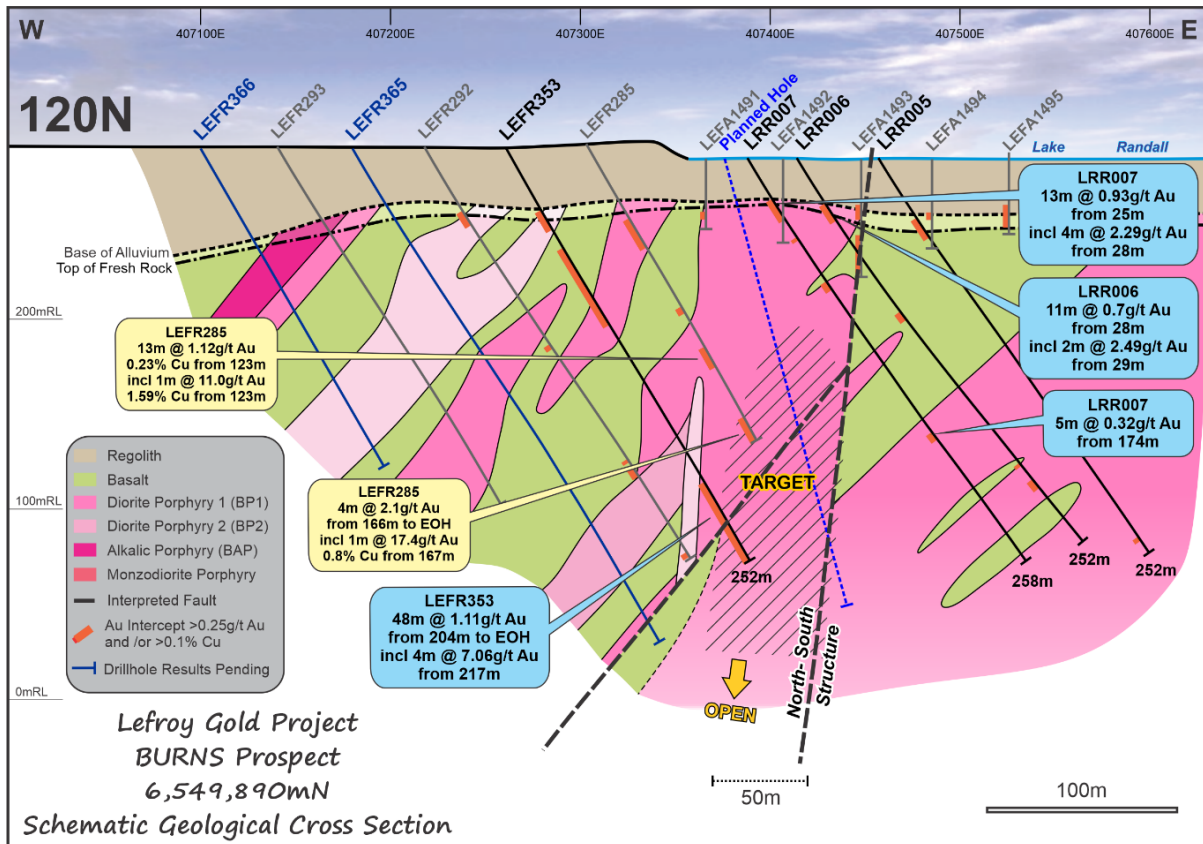 W
E
407100E
407200E
407300E
407400E
407500E
407600E
120N
LEFR366
LEFR293
LEFR365
LEFR292
LEFR353
LEFR285
LEFA1491
Planned Hole
LRR007
LEFA1492
LRR006
LEFA1493
LRR005
LEFA1494
LEFA1495
Lake Randall
Base of Alluvium
Top of Fresh Rock
200mRL
100mRL
0mRL
LRR007
13m @ 0.93g/t Au
from 25m
incl 4m @ 2.29g/t Au
from 28m
LRR006
11m @ 0.7g/t Au
from 28m
incl 2m @ 2.49g/t Au
from 29m
LRR007
5m @ 0.32g/t Au
from 174m
LEFR285
13m @ 1.12g/t Au
0.23% Cu from 123m
incl 1m @ 11.0g/t Au
1.59% Cu from 123m
LEFR285
4m @ 2.1g/t Au
from 166m to EOH
incl 1m @ 17.4g/t Au
0.8% Cu from 167m
LEFR353
48m @ 1.11g/t Au
from 204m to EOH
incl 4m @ 7.06g/t Au
from 217m
TARGET
252m
258m
252m
252m
OPEN
North- South
Structure
Regolith
Basalt
Diorite Porphyry 1 (BP1)
Diorite Porphyry 2 (BP2)
Alkalic Porphyry (BAP)
Monzodiorite Porphyry
Interpreted Fault
Au Intercept >0.25g/t Au
and /or >0.1% Cu
Drillhole Results Pending
Lefroy Gold Project
BURNS Prospect
6,549,890mN
Schematic Geological Cross Section
50m
100m